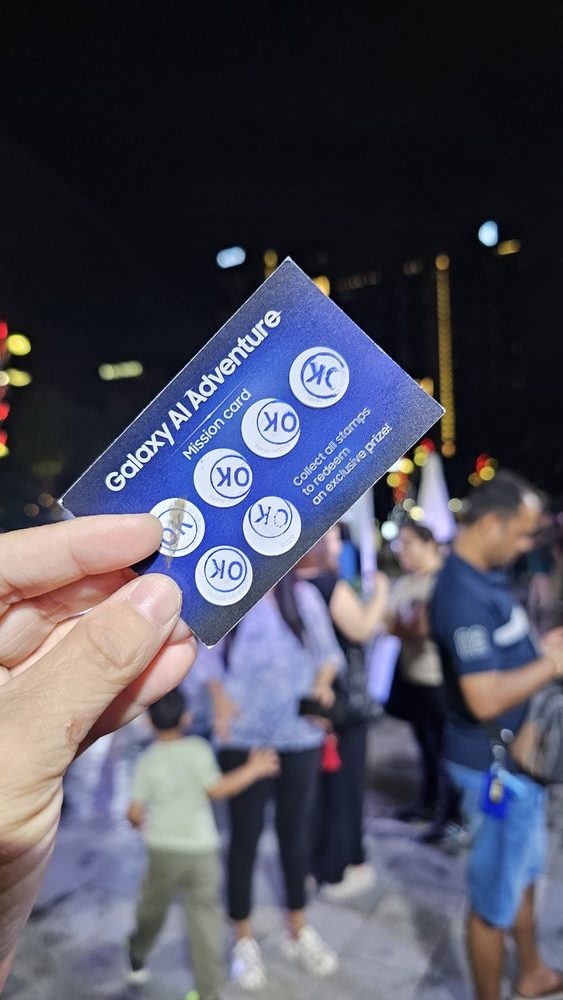 Galaxy AI Adventure
Mission card
OK
OK
OK
OK
OK
OK
Collect all stamps
to redeem
an exclusive prize!